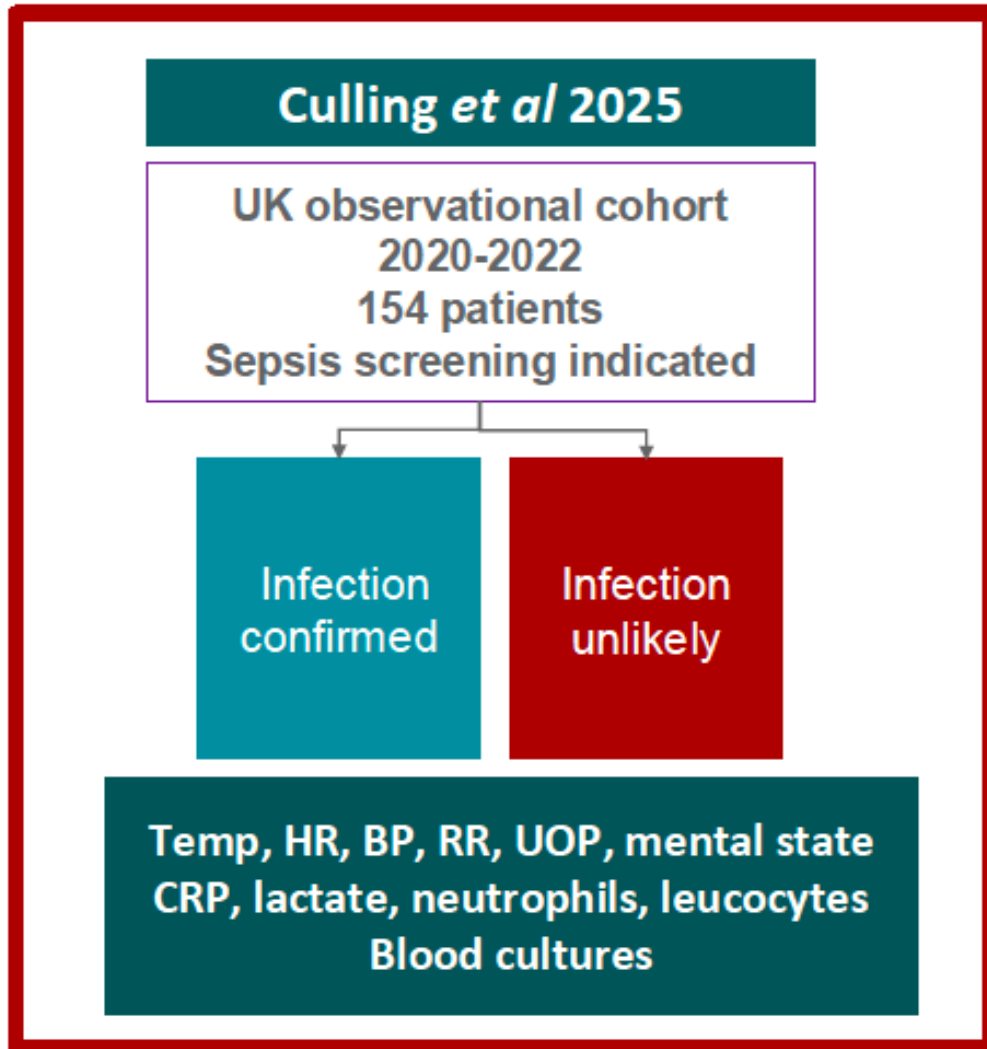 Culling et al 2025
UK observational cohort
2020-2022
154 patients
Sepsis screening indicated
Infection
confirmed
Infection
unlikely
Temp, HR, BP, RR, UOP, mental state
CRP, lactate, neutrophils, leucocytes
Blood cultures